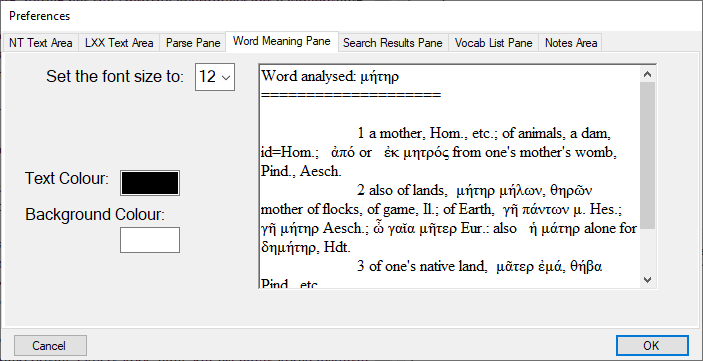 Preferences
NT Text Area LXX Text Area Parse Pane Word Meaning Pane Search Results Pane Vocab List Pane Notes Area
Set the font size to: 12
Word analysed: μήτηρ
====================
1 a mother, Hom., etc.; of animals, a dam,
id=Hom.; ἀπό or ἐκ μητρός from one's mother's womb,
Pind., Aesch.
2 also of lands, μήτηρ μήλων, θηρῶν
mother of flocks, of game, Il.; of Earth, γῆ πάντων μ. Hes.;
γῆ μήτηρ Aesch.; ὦ γαῖα μῆτερ Eur.: also ἡ μάτηρ alone for
δημήτηρ, Hdt.
3 of one's native land, μᾶτερ ἐμά, θήβα
Pind., etc.
Text Colour:
Background Colour:
Cancel OK